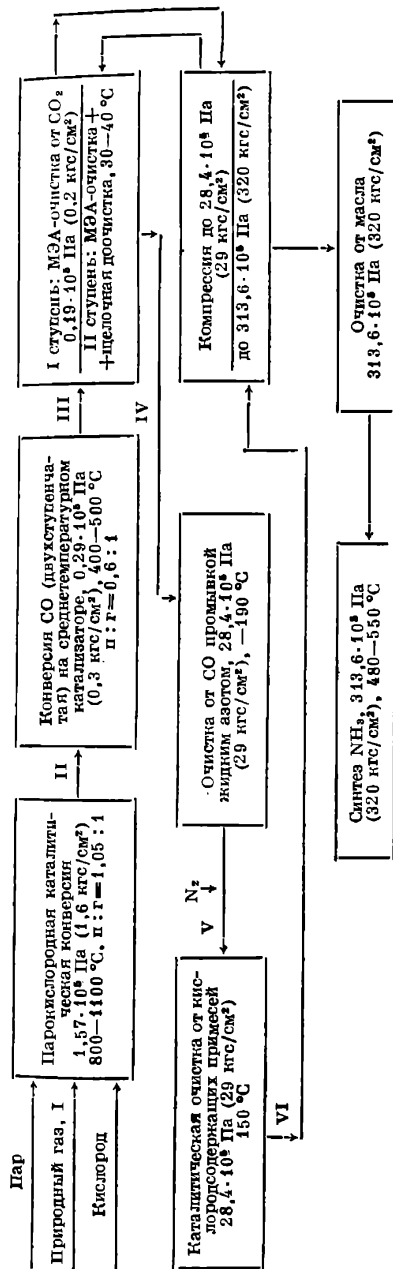 Пар
Природный газ, I
Кислород
Парокислородная каталити-
ческая конверсия
1,57·10⁵ Па (1,6 кгс/см²)
800—1100 °С. п : г=1,05 : 1
II
Конверсия СО (двухступенча-
тая) на среднетемпературном
катализаторе, 0,29·10⁵ Па
(0,3 кгс/см²), 400—500 °С
п : г=0,6 : 1
III
I ступень: МЭА-очистка от СО₂
0,19·10⁵ Па (0,2 кгс/см²)
II ступень: МЭА-очистка+
+щелочная доочистка, 30—40 °С
IV
Каталитическая очистка от кис-
лородсодержащих примесей
28,4·10⁵ Па (29 кгс/см²)
150 °С
V
N₂
Очистка от СО промывкой
жидким азотом, 28,4·10⁵ Па
(29 кгс/см²), —190 °С
VI
Компрессия до 28,4·10⁵ Па
(29 кгс/см²)
до 313,6·10⁵ Па (320 кгс/см²)
Синтез NH₃, 313,6·10⁵ Па
(320 кгс/см²), 480—550 °С
Очистка от масла
313,6·10⁵ Па (320 кгс/см²)